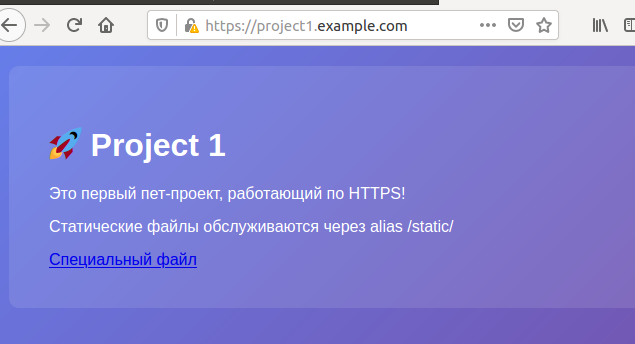 https://project1.example.com
🚀 Project 1
Это первый пет-проект, работающий по HTTPS!
Статические файлы обслуживаются через alias /static/
Специальный файл